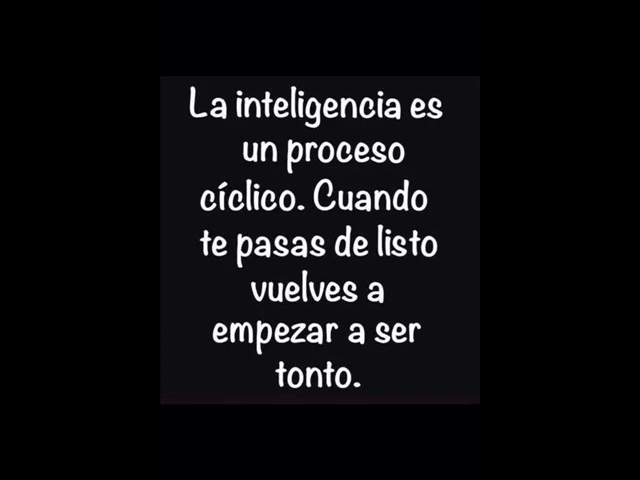 La inteligencia es
un proceso
cíclico. Cuando
te pasas de listo
vuelves a
empezar a ser
tonto.